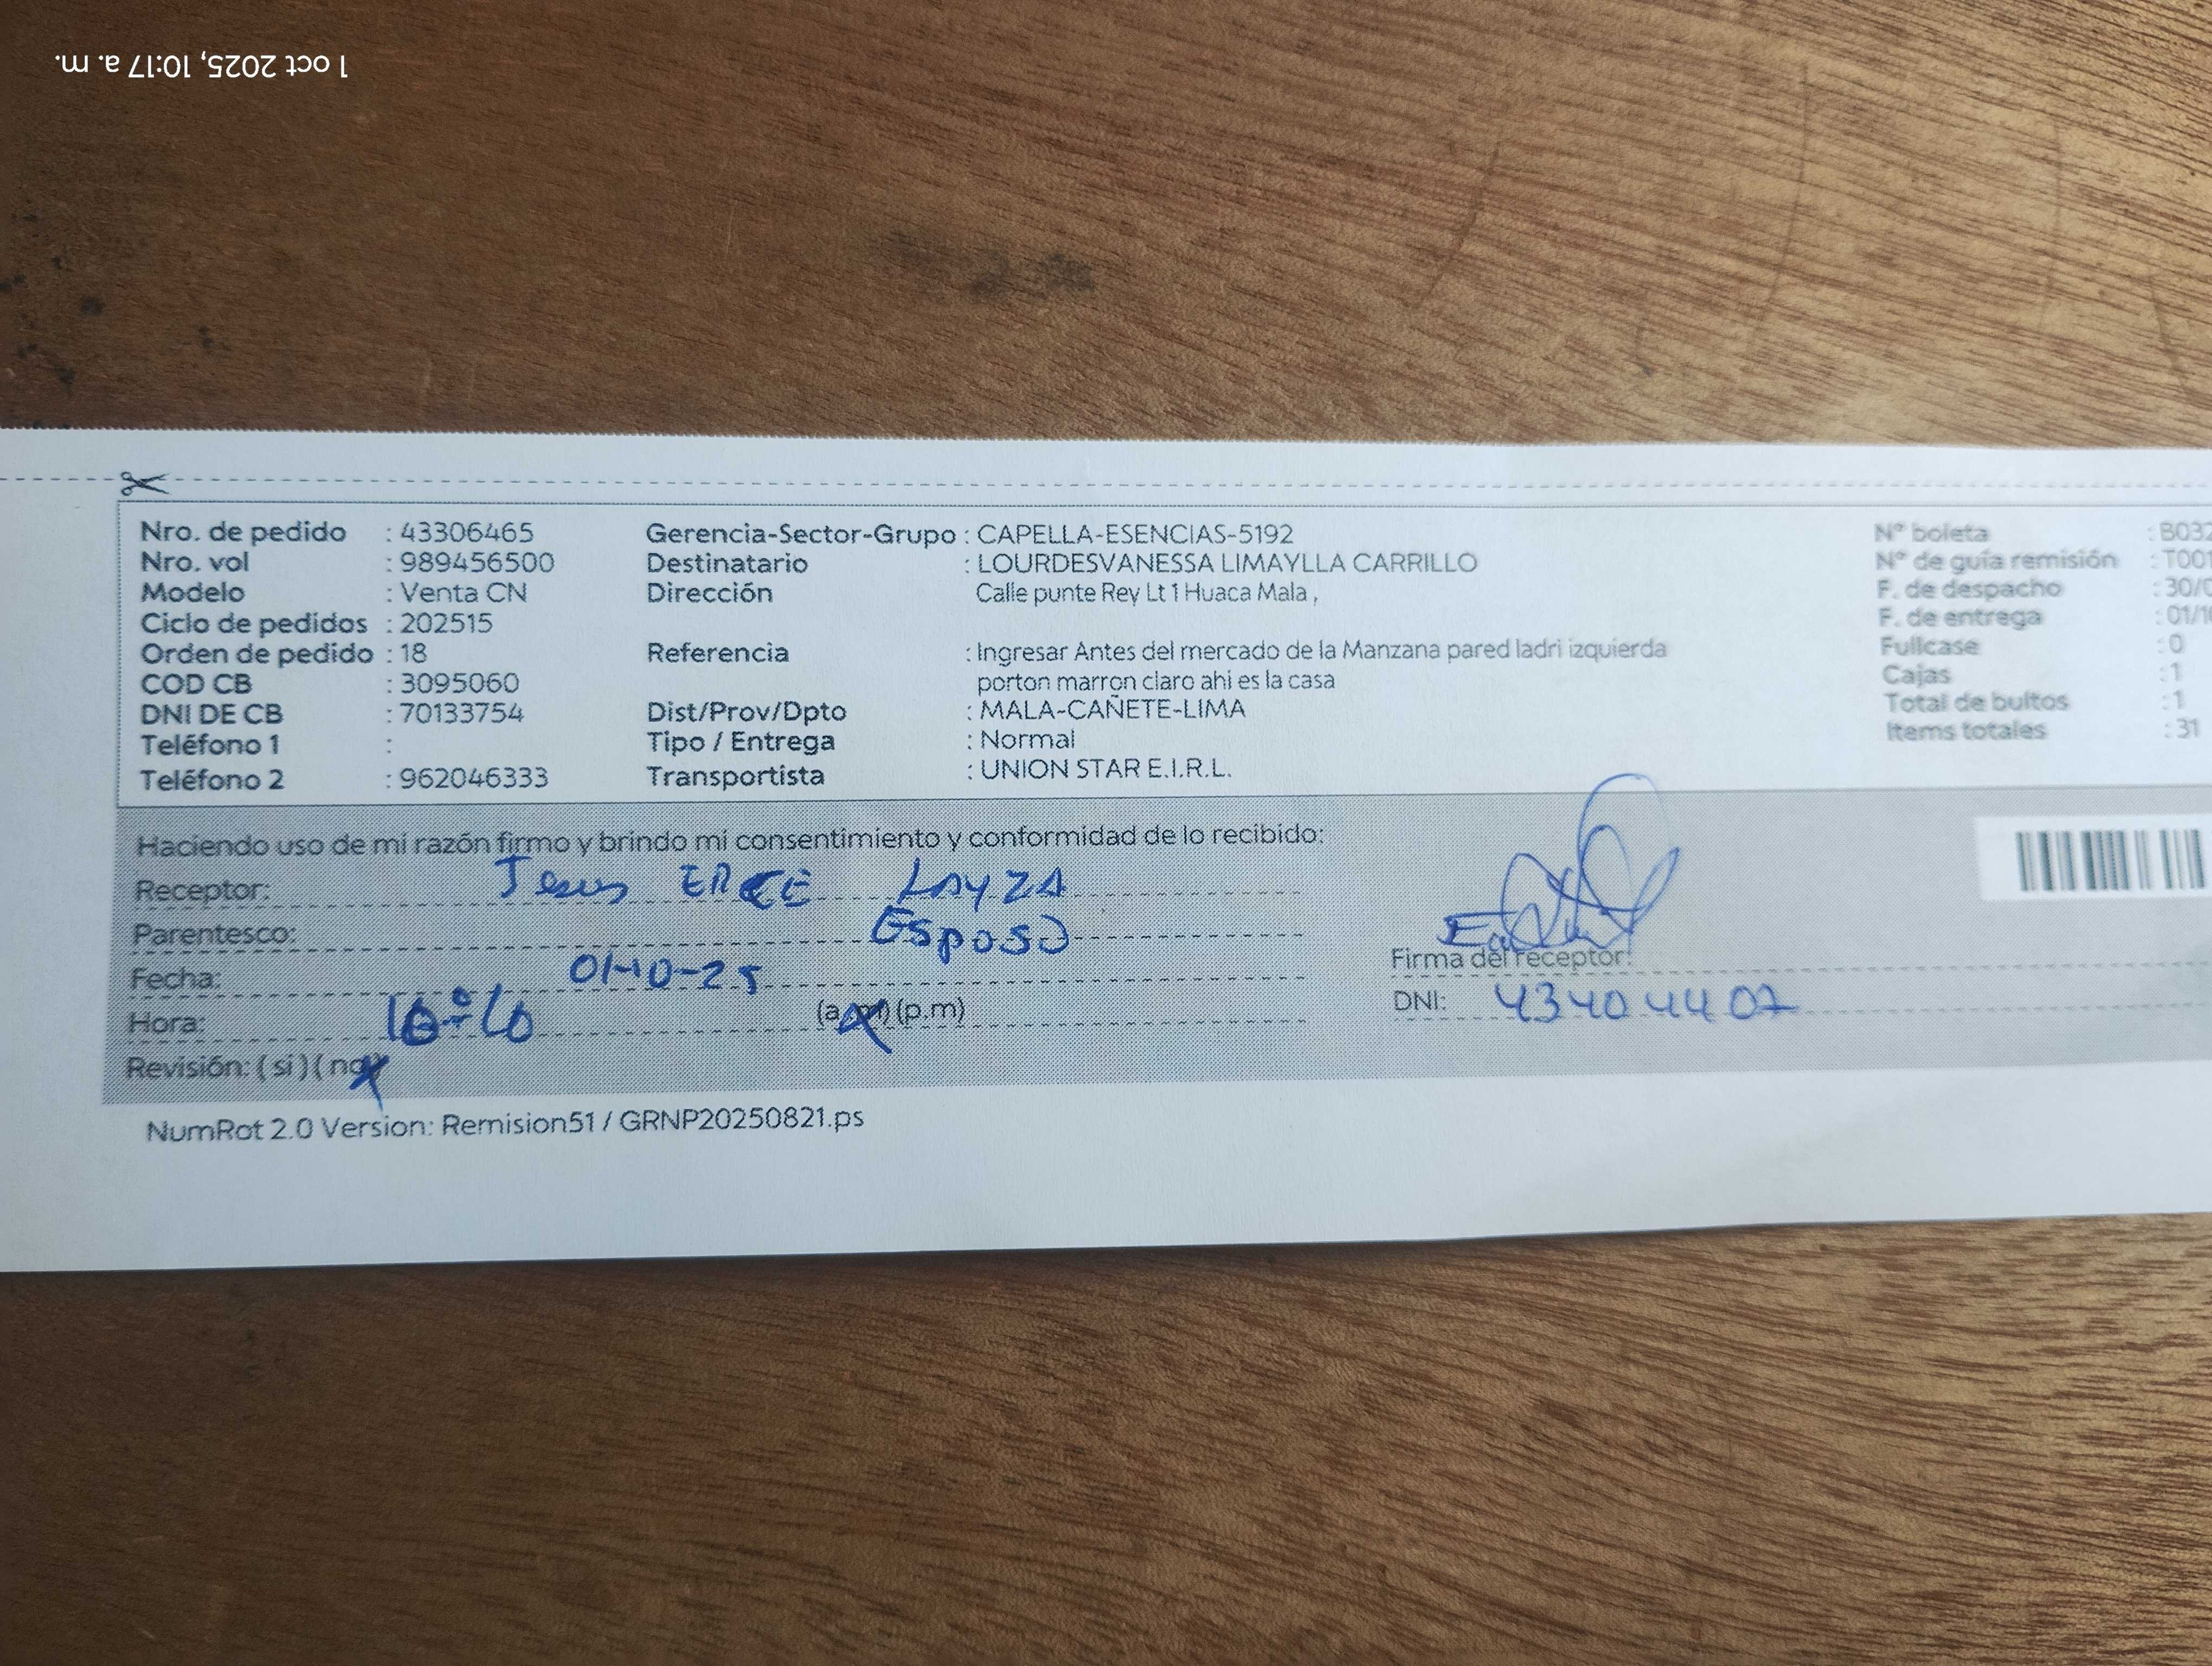 1 oct 2025, 10:17 a. m.
Nro. de pedido : 43306465
Nro. vol : 989456500
Modelo : Venta CN
Ciclo de pedidos : 202515
Orden de pedido : 18
COD CB : 3095060
DNI DE CB : 70133754
Teléfono 1 :
Teléfono 2 : 962046333
Gerencia-Sector-Grupo : CAPELLA-ESENCIAS-5192
Destinatario : LOURDESVANESSA LIMAYLLA CARRILLO
Dirección Calle punte Rey Lt 1 Huaca Mala ,
Referencia : Ingresar Antes del mercado de la Manzana pared ladri izquierda
porton marron claro ahi es la casa
Dist/Prov/Dpto : MALA-CAÑETE-LIMA
Tipo / Entrega : Normal
Transportista : UNION STAR E.I.R.L.
N° boleta : B032
N° de guía remisión : T001
F. de despacho : 30/0
F. de entrega : 01/1
Fullcase : 0
Cajas : 1
Total de bultos : 1
Items totales : 31
Haciendo uso de mi razón firmo y brindo mi consentimiento y conformidad de lo recibido:
Receptor: Jesus Layza
Parentesco: Esposo
Fecha: 01-10-25
Hora: (a.m) (p.m)
Revisión: ( si ) ( no )
Firma del receptor:
DNI: 43404407
NumRot 2.0 Version: Remision51 / GRNP20250821.ps